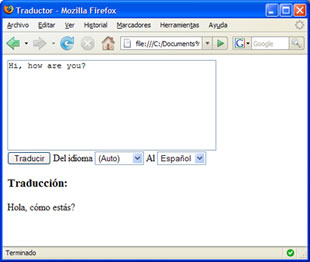 Traductor - Mozilla Firefox
Archivo Editar Ver Historial Marcadores Herramientas Ayuda
file:///C:/Documents% Google
Hi, how are you?
Traducir Del idioma (Auto) Al Español
Traducción:
Hola, cómo estás?
Terminado